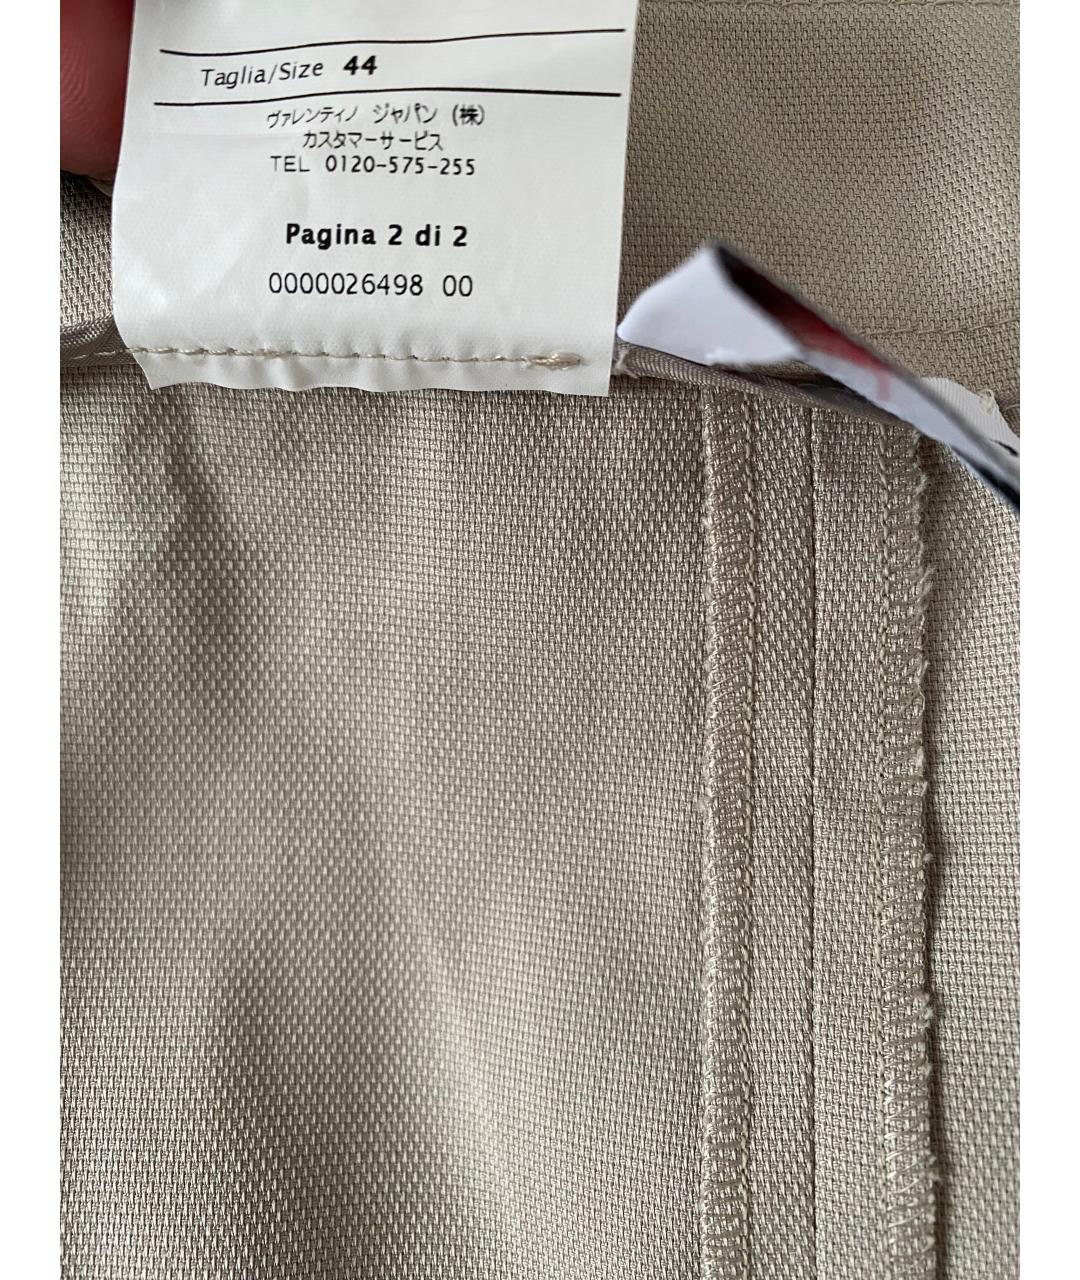 Taglia/Size 44
ヴァレンティノ ジャパン (株)
カスタマーサービス
TEL 0120-575-255
Pagina 2 di 2
0000026498 00